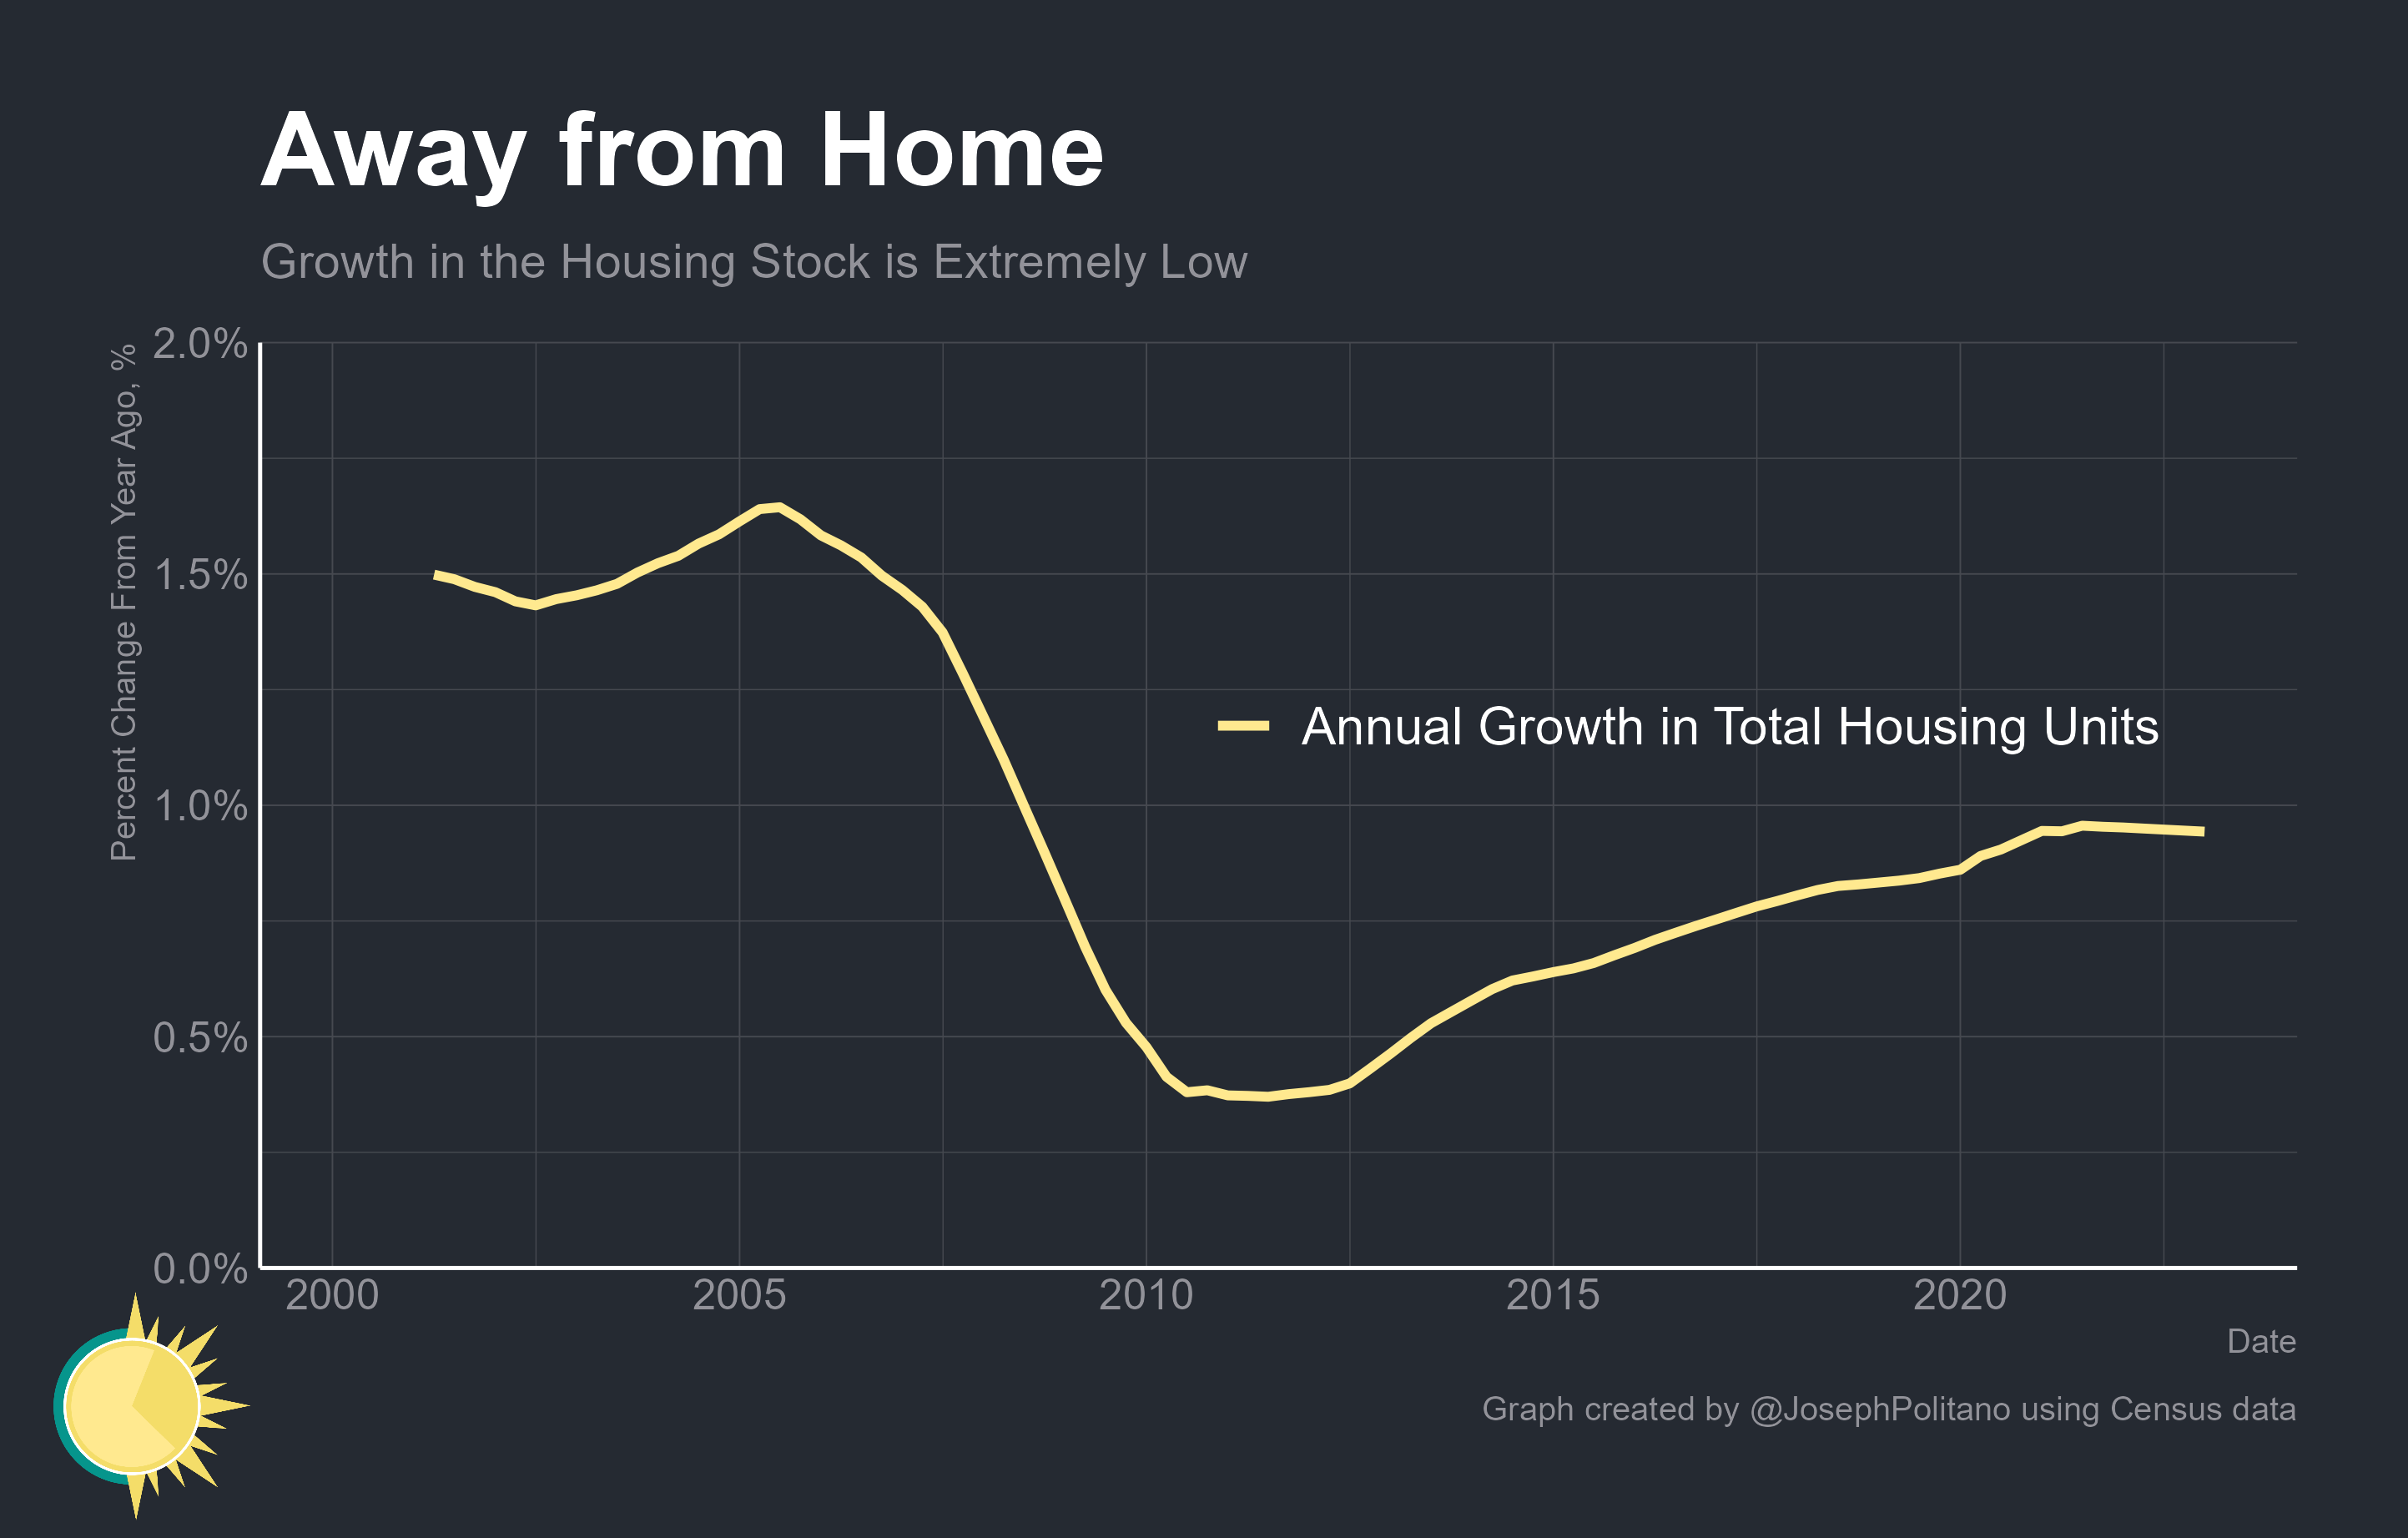 Away from Home
Growth in the Housing Stock is Extremely Low
Percent Change From Year Ago, %
2.0%
1.5%
1.0%
0.5%
0.0%
Annual Growth in Total Housing Units
2000 2005 2010 2015 2020
Date
Graph created by @JosephPolitano using Census data